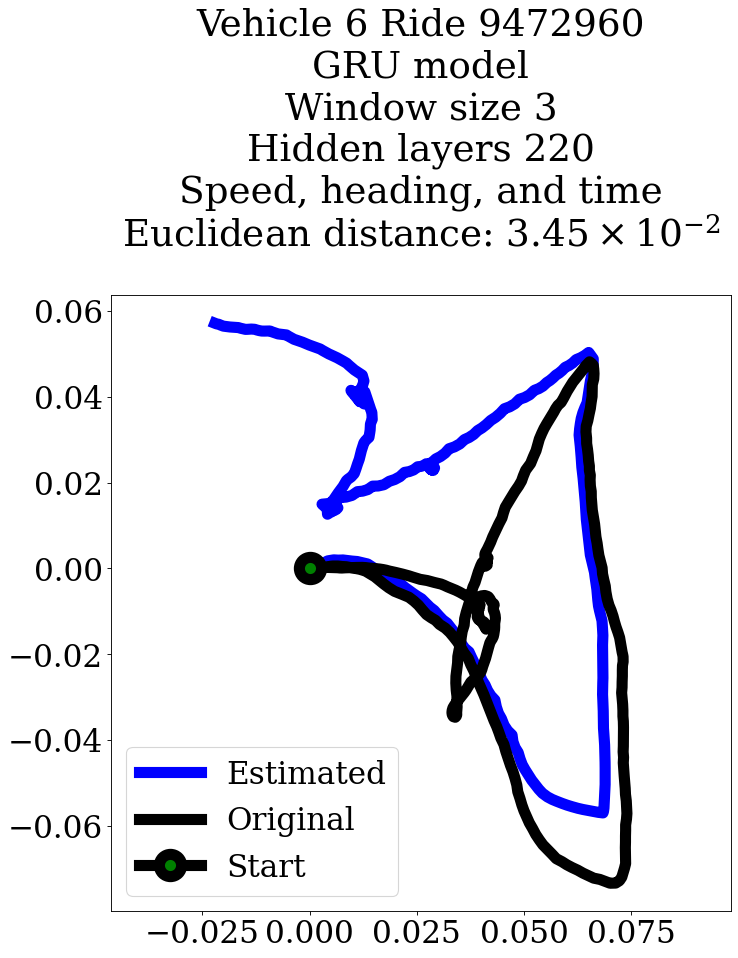 Vehicle 6 Ride 9472960
GRU model
Window size 3
Hidden layers 220
Speed, heading, and time
Euclidean distance: 3.45 × 10⁻²
0.06
0.04
0.02
0.00
−0.02
−0.04
−0.06
Estimated
Original
Start
−0.025 0.000 0.025 0.050 0.075